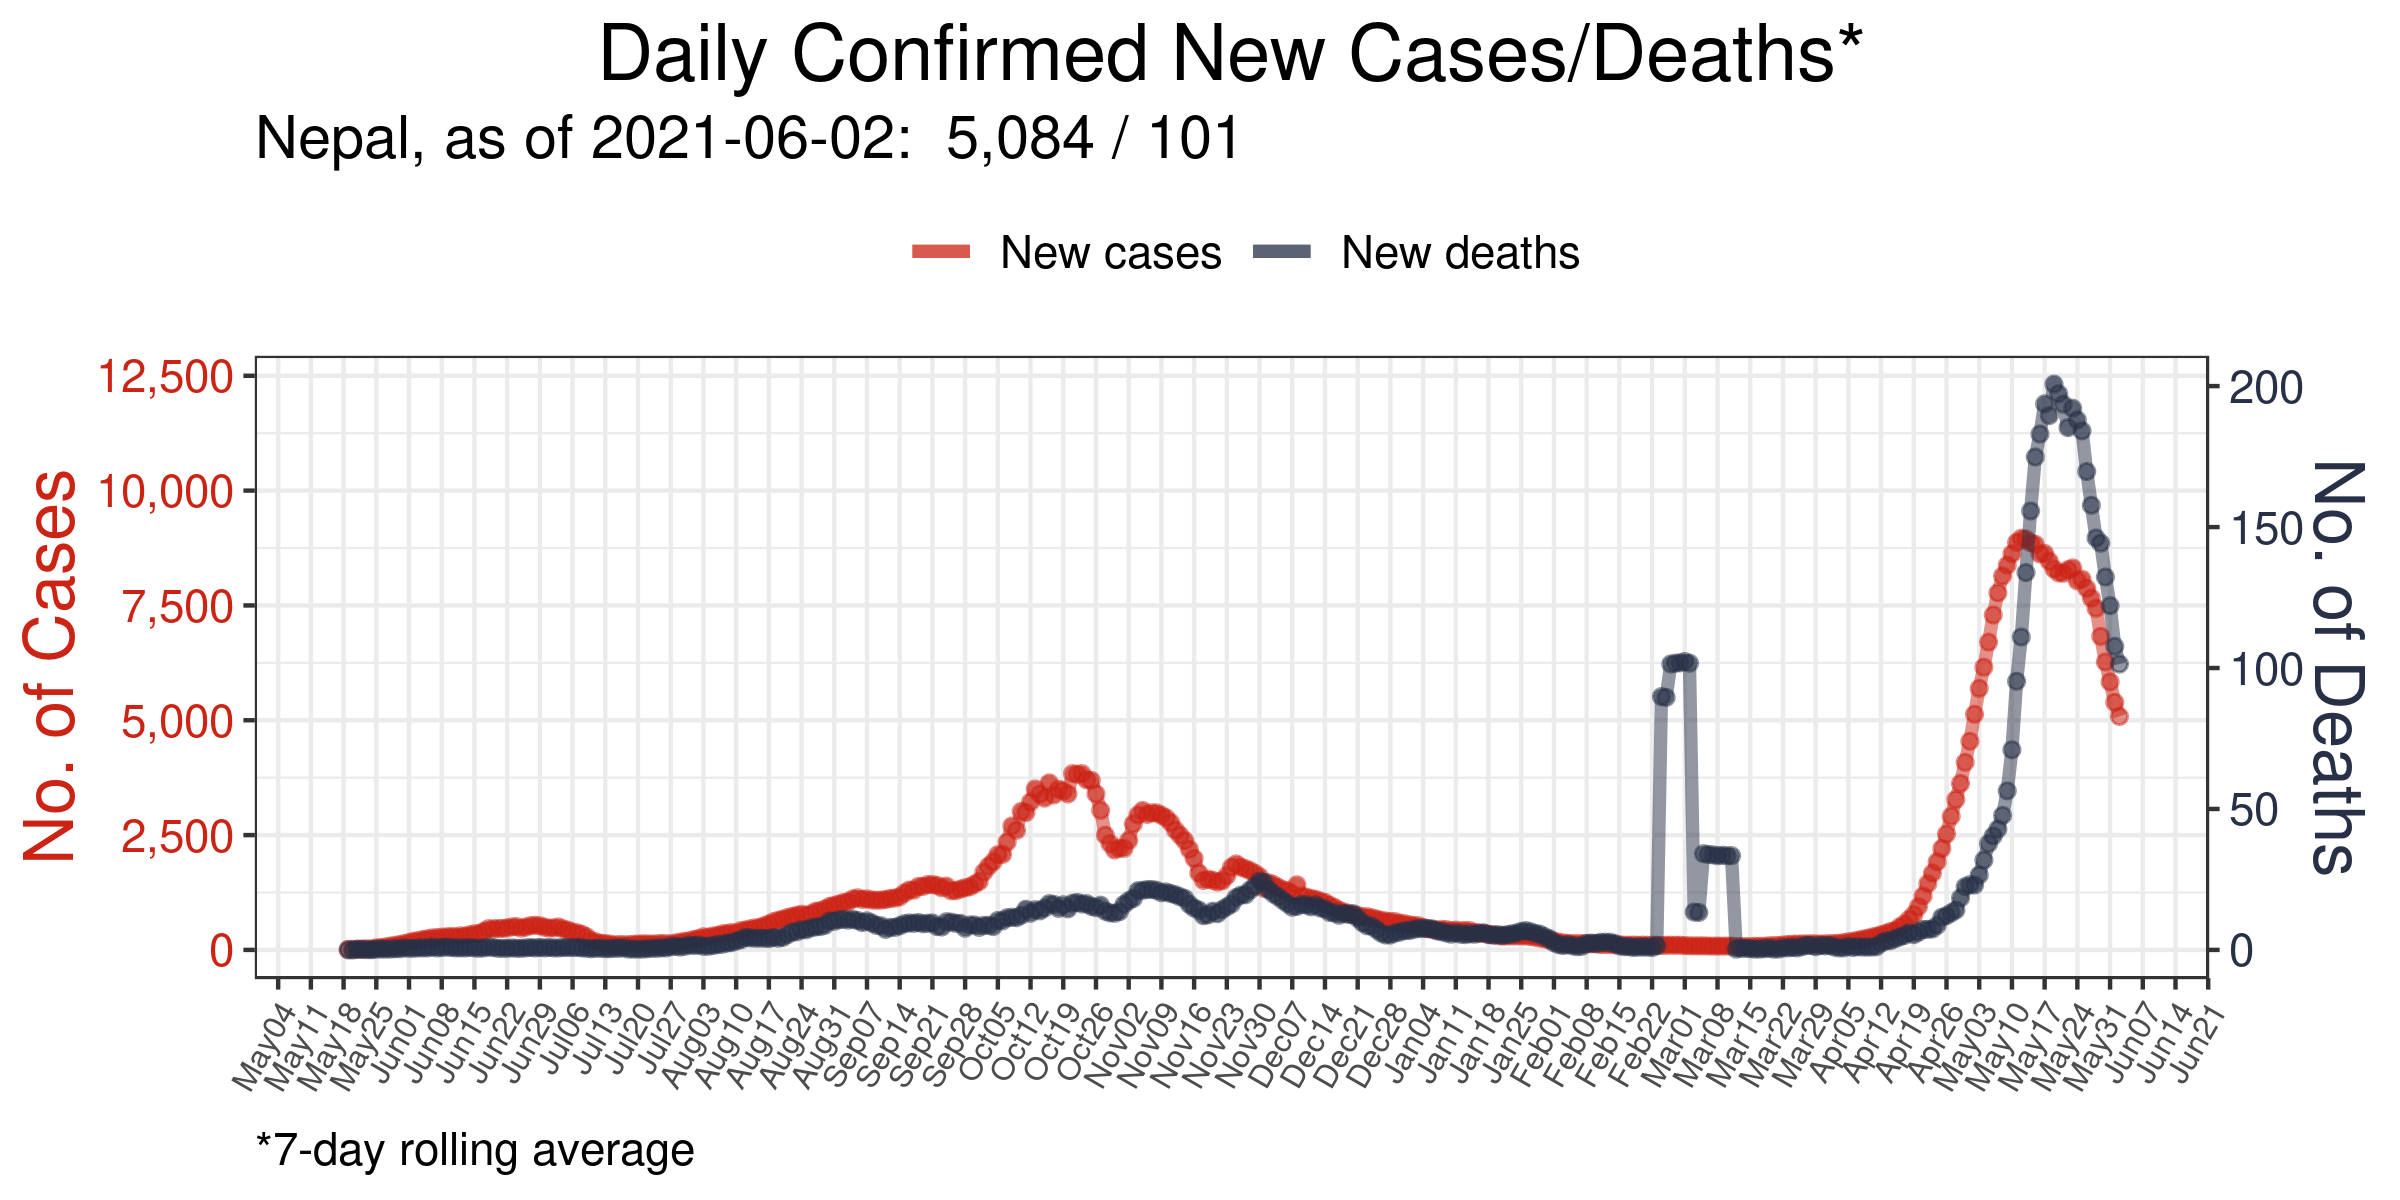 Daily Confirmed New Cases/Deaths*
Nepal, as of 2021-06-02:  5,084 / 101
New cases
New deaths
No. of Cases
12,500
10,000
7,500
5,000
2,500
0
200
150
100
50
0
No. of Deaths
May04
May11
May18
May25
Jun01
Jun08
Jun15
Jun22
Jun29
Jul06
Jul13
Jul20
Jul27
Aug03
Aug10
Aug17
Aug24
Aug31
Sep07
Sep14
Sep21
Sep28
Oct05
Oct12
Oct19
Oct26
Nov02
Nov09
Nov16
Nov23
Nov30
Dec07
Dec14
Dec21
Dec28
Jan04
Jan11
Jan18
Jan25
Feb01
Feb08
Feb15
Feb22
Mar01
Mar08
Mar15
Mar22
Mar29
Apr05
Apr12
Apr19
Apr26
May03
May10
May17
May24
May31
Jun07
Jun14
Jun21
*7-day rolling average